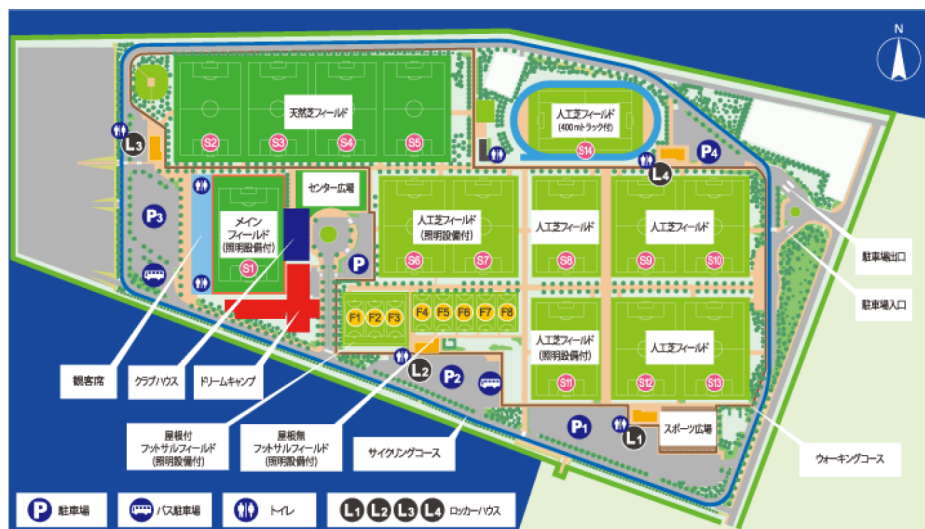 N
天然芝フィールド
S2
S3
S4
S5
人工芝フィールド
(400mトラック付)
S14
L3
L4
P4
センター広場
メイン
フィールド
(照明設備付)
S1
P3
P
人工芝フィールド
(照明設備付)
S6
S7
人工芝フィールド
S8
人工芝フィールド
S9
S10
駐車場出口
駐車場入口
F1
F2
F3
F4
F5
F6
F7
F8
人工芝フィールド
(照明設備付)
S11
人工芝フィールド
S12
S13
L2
P2
P1
L1
スポーツ広場
観客席
クラブハウス
ドリームキャンプ
屋根付
フットサルフィールド
(照明設備付)
屋根無
フットサルフィールド
(照明設備付)
サイクリングコース
ウォーキングコース
P 駐車場
バス駐車場
トイレ
L1 L2 L3 L4 ロッカーハウス